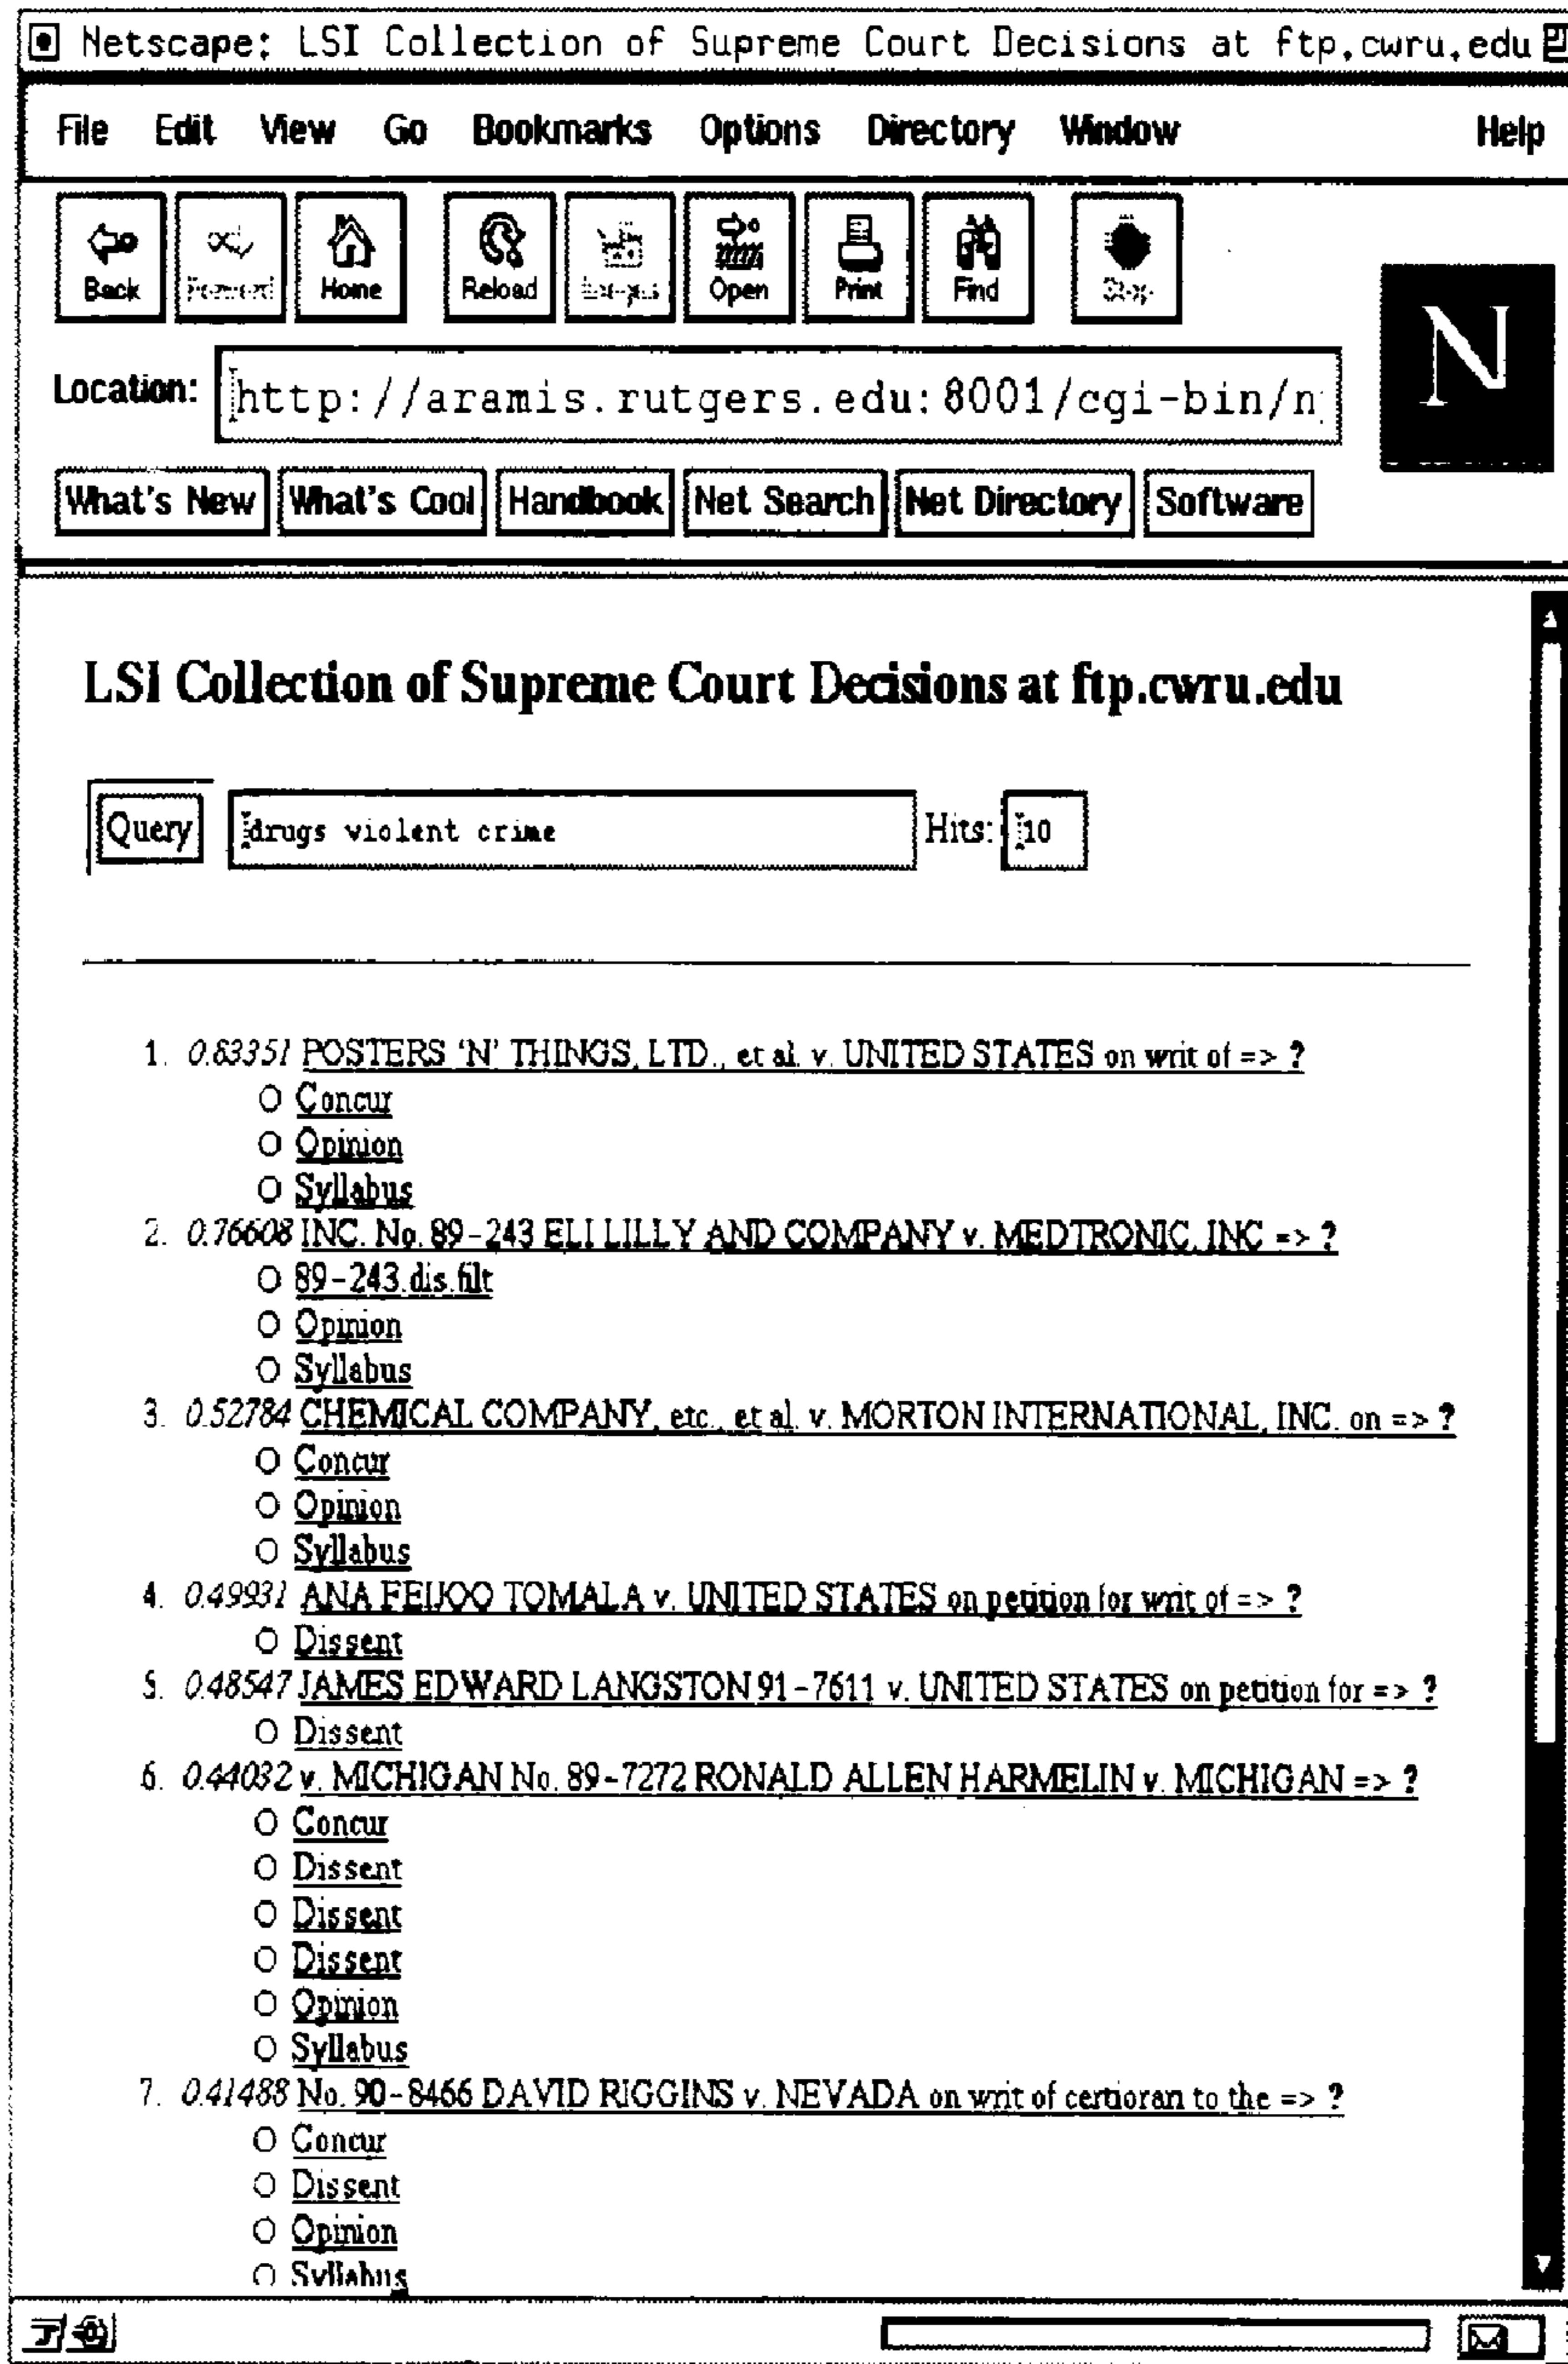 Netscape: LSI Collection of Supreme Court Decisions at ftp.cwru.edu
File Edit View Go Bookmarks Options Directory Window Help
Back Forward Home Reload Open Print Find Stop
N
Location: http://aramis.rutgers.edu:8001/cgi-bin/n
What's New What's Cool Handbook Net Search Net Directory Software
LSI Collection of Supreme Court Decisions at ftp.cwru.edu
Query drugs violent crime Hits: 10
1. 0.83351 POSTERS 'N' THINGS, LTD., et al. v. UNITED STATES on writ of => ?
Concur
Opinion
Syllabus
2. 0.76608 INC. No. 89-243 ELI LILLY AND COMPANY v. MEDTRONIC, INC => ?
89-243.dis.filt
Opinion
Syllabus
3. 0.52784 CHEMICAL COMPANY, etc., et al. v. MORTON INTERNATIONAL, INC. on => ?
Concur
Opinion
Syllabus
4. 0.49931 ANA FEIJOO TOMALA v. UNITED STATES on petition for writ of => ?
Dissent
5. 0.48547 JAMES EDWARD LANGSTON 91-7611 v. UNITED STATES on petition for => ?
Dissent
6. 0.44032 v. MICHIGAN No. 89-7272 RONALD ALLEN HARMELIN v. MICHIGAN => ?
Concur
Dissent
Dissent
Dissent
Opinion
Syllabus
7. 0.41488 No. 90-8466 DAVID RIGGINS v. NEVADA on writ of certiorari to the => ?
Concur
Dissent
Opinion
Syllabus